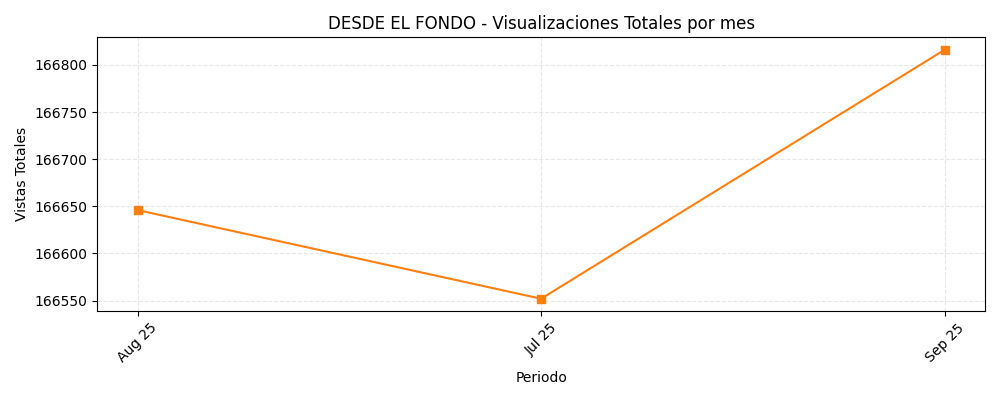 DESDE EL FONDO - Visualizaciones Totales por mes
Vistas Totales
166800
166750
166700
166650
166600
166550
Aug 25
Jul 25
Sep 25
Periodo